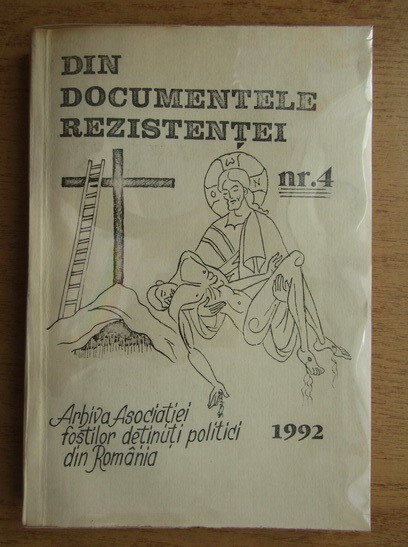 DIN
DOCUMENTELE
REZISTENȚEI
nr.4
O ω N
Arhiva Asociației
foștilor deținuți politici
din România
1992